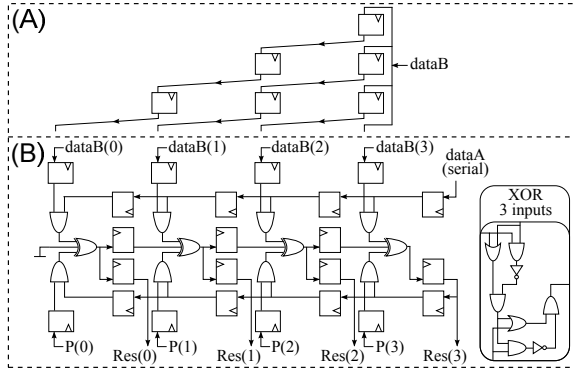 (A)
dataB
(B)
dataB(0)
dataB(1)
dataB(2)
dataB(3)
dataA
(serial)
XOR
3 inputs
P(0)
Res(0)
P(1)
Res(1)
P(2)
Res(2)
P(3)
Res(3)